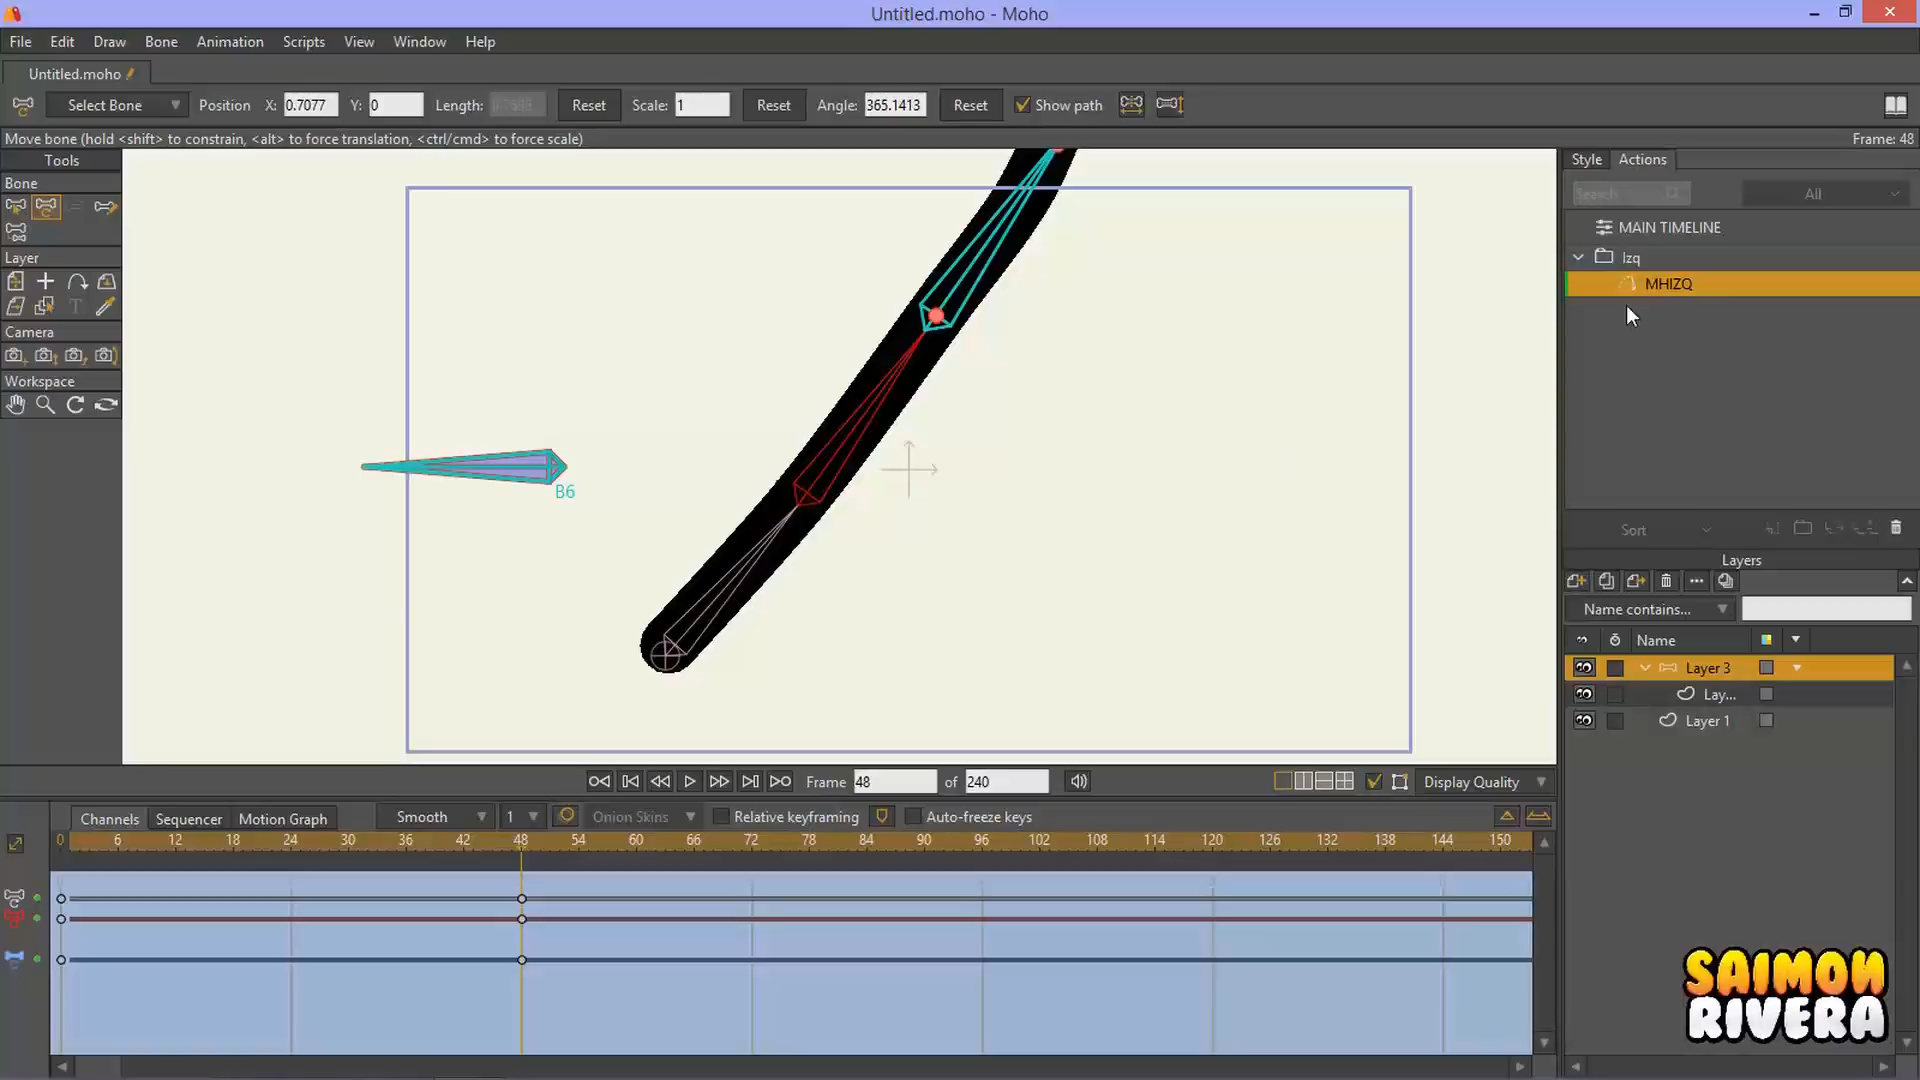 Untitled.moho - Moho
File Edit Draw Bone Animation Scripts View Window Help
Untitled.moho
Select Bone Position X: 0.7077 Y: 0 Length: Reset Scale: 1 Reset Angle: 365.1413 Reset Show path
Move bone (hold <shift> to constrain, <alt> to force translation, <ctrl/cmd> to force scale) Frame: 48
Tools
Bone
Layer
T
Camera
Workspace
B6
Style Actions
Search All
MAIN TIMELINE
Izq
MHIZQ
Sort
Layers
Name contains...
Name
Layer 3
Lay...
Layer 1
Frame 48 of 240 Display Quality
Channels Sequencer Motion Graph Smooth 1 Onion Skins Relative keyframing Auto-freeze keys
0 6 12 18 24 30 36 42 48 54 60 66 72 78 84 90 96 102 108 114 120 126 132 138 144 150
SAIMON
RIVERA